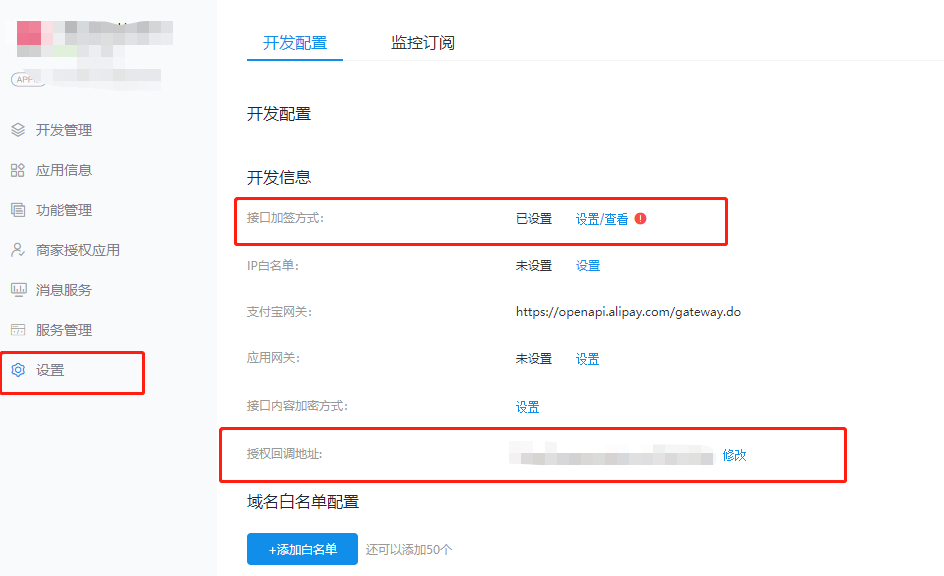 开发配置 监控订阅
开发管理
应用信息
功能管理
商家授权应用
消息服务
服务管理
设置
开发配置
开发信息
接口加签方式: 已设置 设置/查看
IP白名单: 未设置 设置
支付宝网关: https://openapi.alipay.com/gateway.do
应用网关: 未设置 设置
接口内容加密方式: 设置
授权回调地址: 修改
域名白名单配置
+添加白名单 还可以添加50个